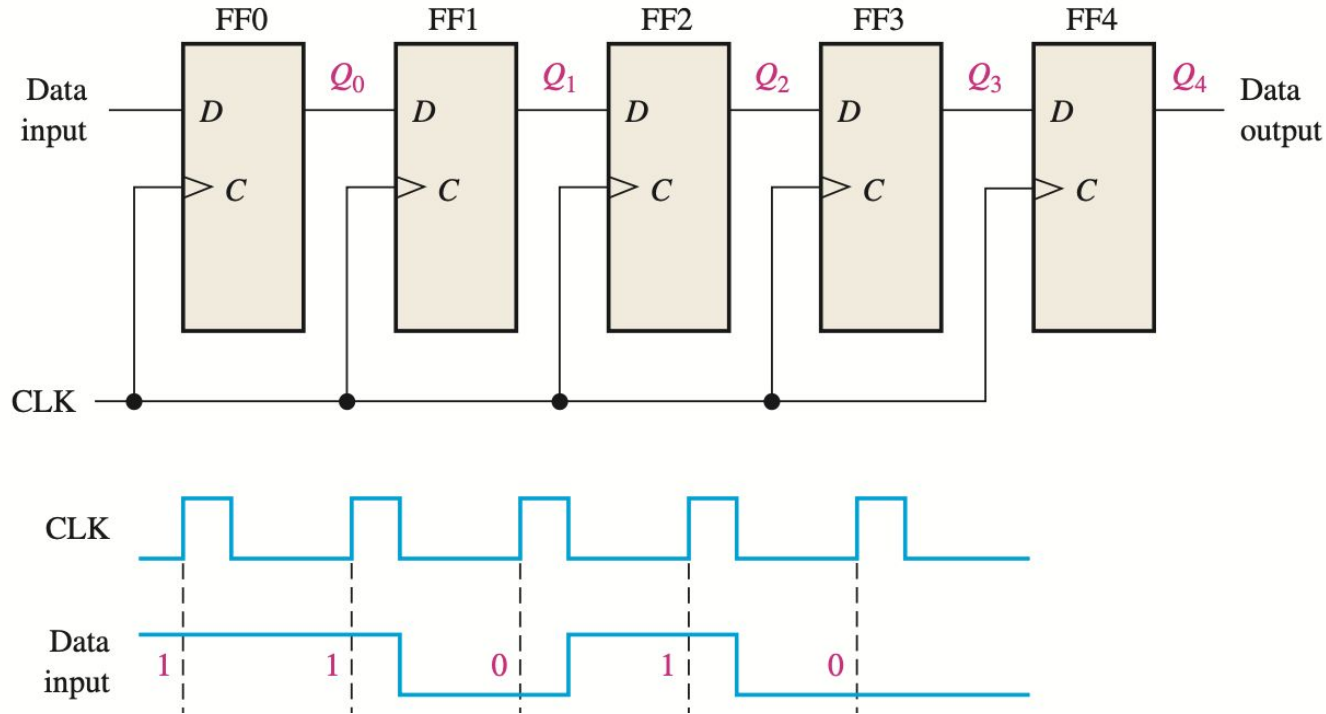 FF0 FF1 FF2 FF3 FF4
Data input
Q0 Q1 Q2 Q3 Q4
Data output
D D D D D
C C C C C
CLK
CLK
Data input
1 1 0 1 0